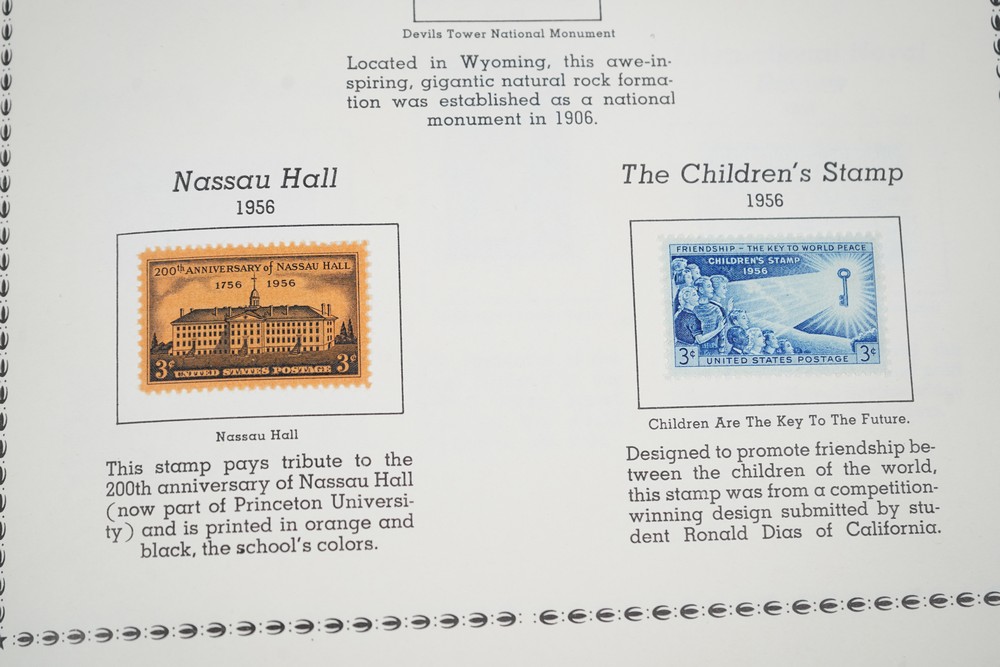 Devils Tower National Monument
Located in Wyoming, this awe-in-
spiring, gigantic natural rock forma-
tion was established as a national
monument in 1906.
Nassau Hall
1956
200th ANNIVERSARY of NASSAU HALL
1756 1956
3¢ UNITED STATES POSTAGE 3¢
Nassau Hall
This stamp pays tribute to the
200th anniversary of Nassau Hall
(now part of Princeton Universi-
ty) and is printed in orange and
black, the school's colors.
The Children's Stamp
1956
FRIENDSHIP - THE KEY TO WORLD PEACE
CHILDREN'S STAMP
1956
3¢ UNITED STATES POSTAGE 3¢
Children Are The Key To The Future.
Designed to promote friendship be-
tween the children of the world,
this stamp was from a competition-
winning design submitted by stu-
dent Ronald Dias of California.